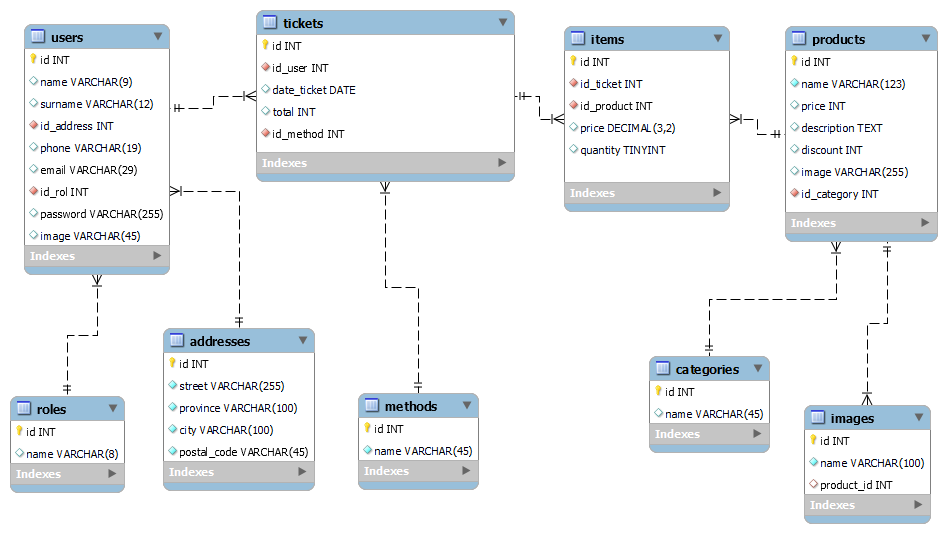 users
id INT
name VARCHAR(9)
surname VARCHAR(12)
id_address INT
phone VARCHAR(19)
email VARCHAR(29)
id_rol INT
password VARCHAR(255)
image VARCHAR(45)
Indexes
tickets
id INT
id_user INT
date_ticket DATE
total INT
id_method INT
Indexes
items
id INT
id_ticket INT
id_product INT
price DECIMAL(3,2)
quantity TINYINT
Indexes
products
id INT
name VARCHAR(123)
price INT
description TEXT
discount INT
image VARCHAR(255)
id_category INT
Indexes
roles
id INT
name VARCHAR(8)
Indexes
addresses
id INT
street VARCHAR(255)
province VARCHAR(100)
city VARCHAR(100)
postal_code VARCHAR(45)
Indexes
methods
id INT
name VARCHAR(45)
Indexes
categories
id INT
name VARCHAR(45)
Indexes
images
id INT
name VARCHAR(100)
product_id INT
Indexes